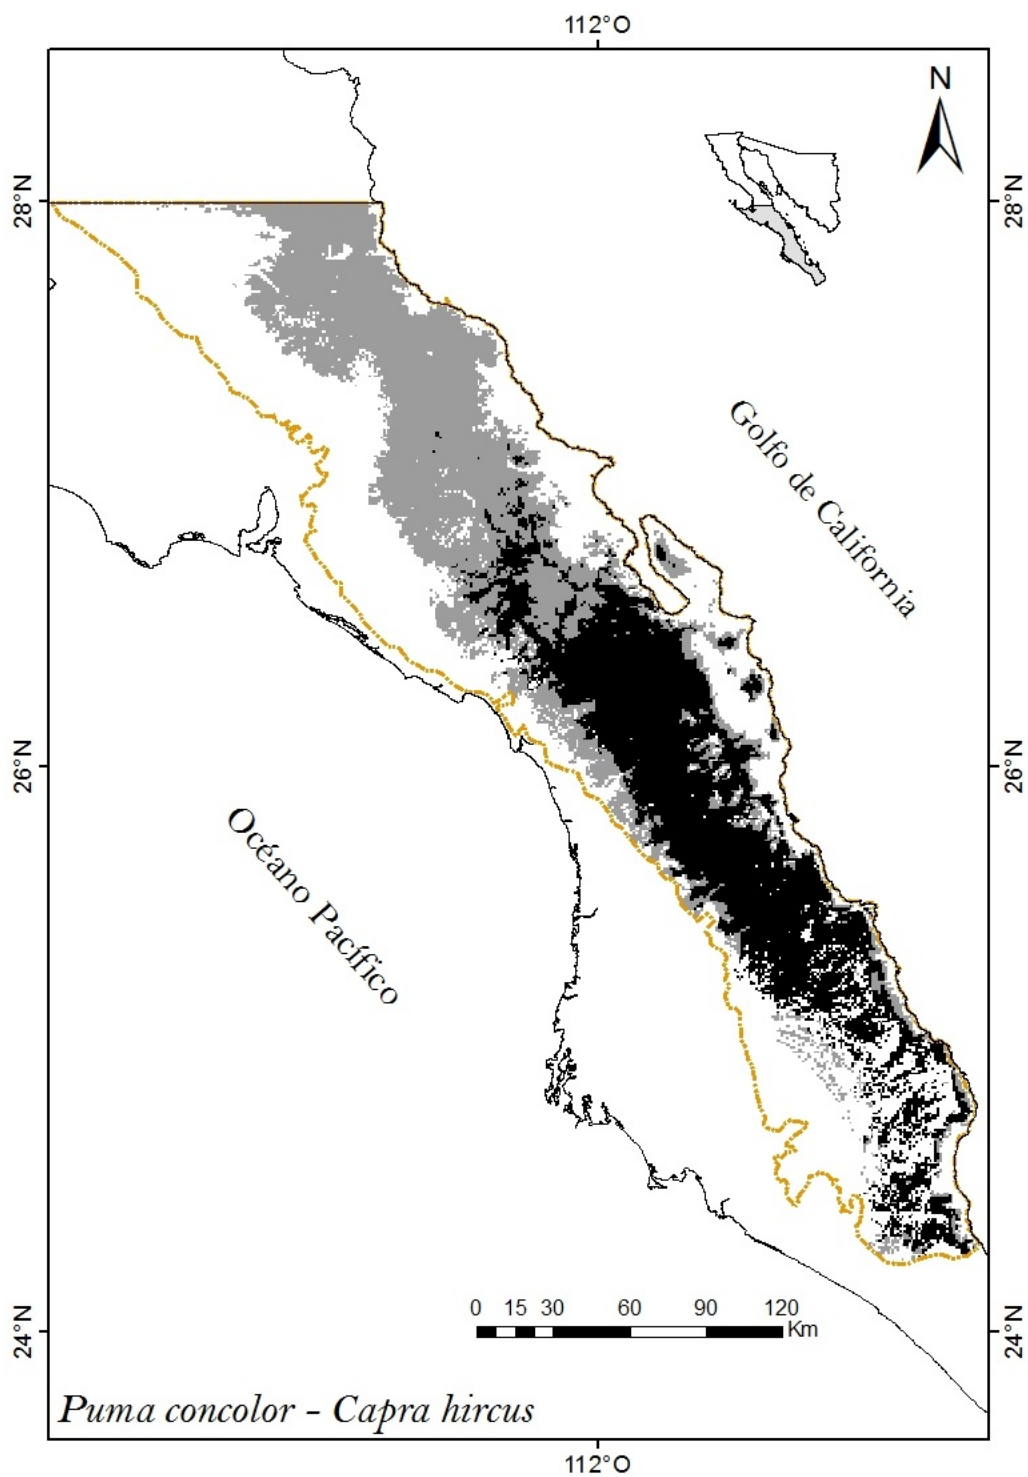 112°O
N
28°N
28°N
Golfo de California
26°N
26°N
Océano Pacífico
0 15 30 60 90 120
Km
24°N
24°N
Puma concolor - Capra hircus
112°O